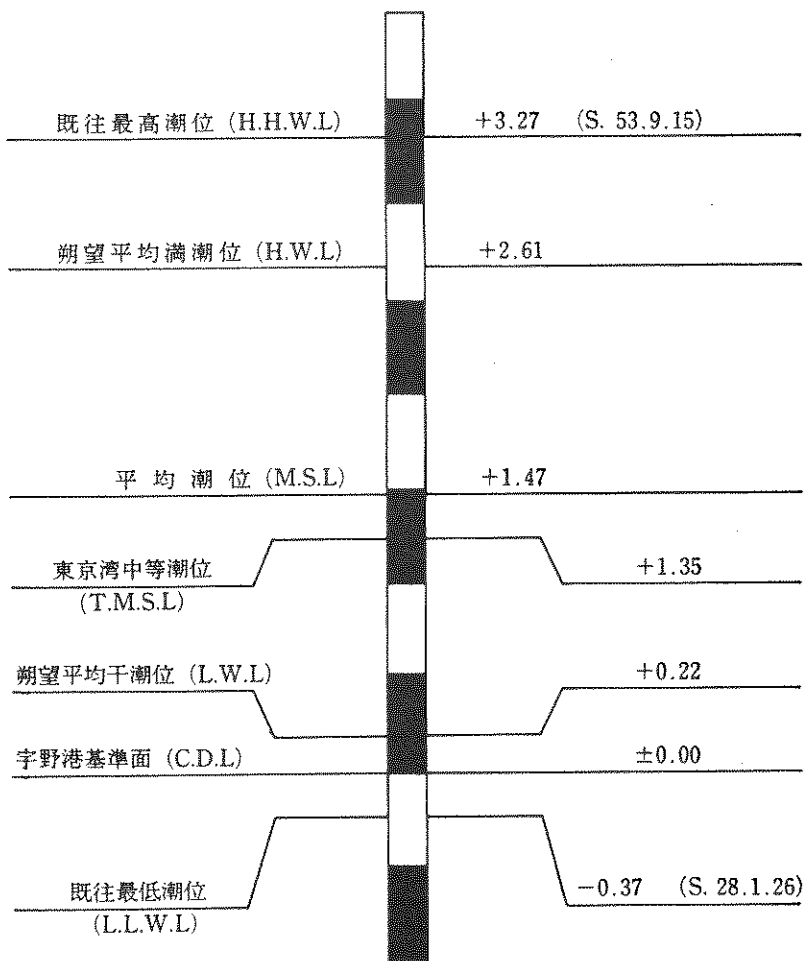 既往最高潮位 (H.H.W.L) +3.27 (S. 53.9.15)
朔望平均満潮位 (H.W.L) +2.61
平均潮位 (M.S.L) +1.47
東京湾中等潮位 +1.35
(T.M.S.L)
朔望平均干潮位 (L.W.L) +0.22
宇野港基準面 (C.D.L) ±0.00
既往最低潮位 −0.37 (S. 28.1.26)
(L.L.W.L)